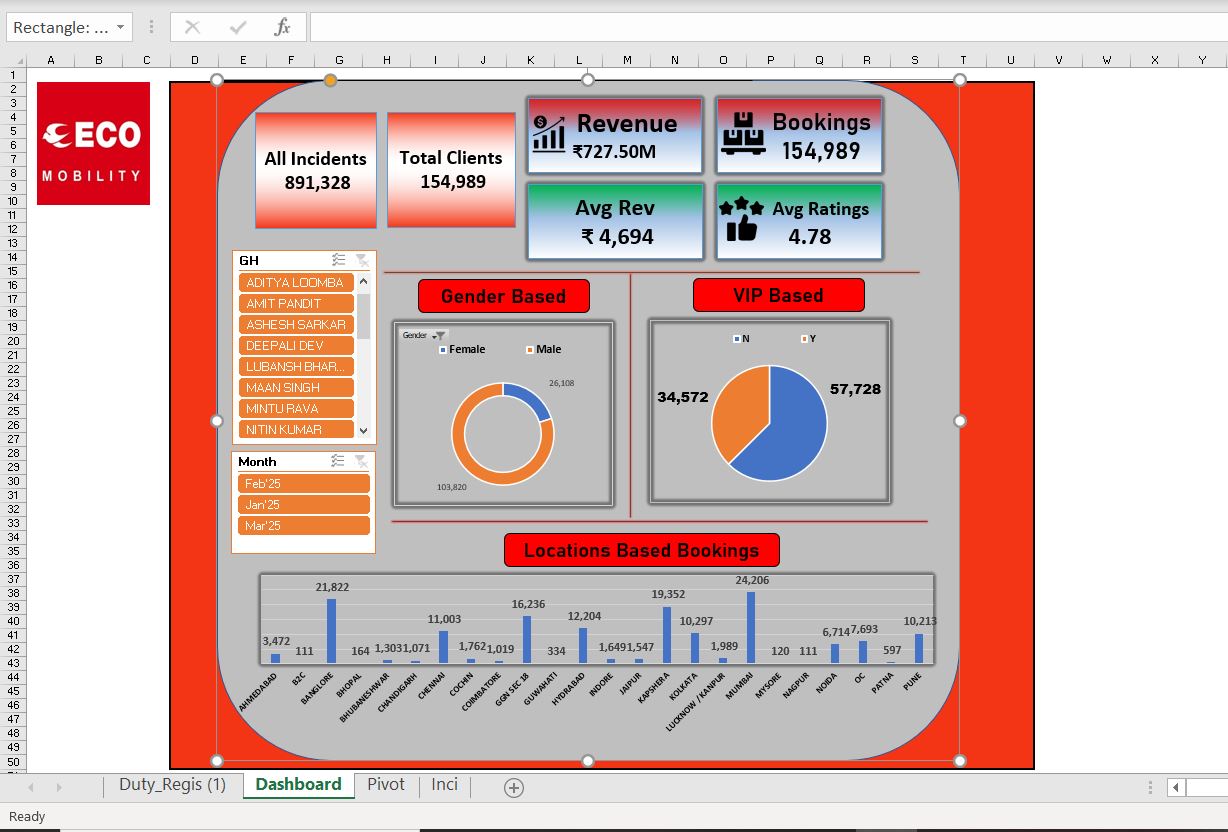 Rectangle: ...
fx
A B C D E F G H I J K L M N O P Q R S T U V W X Y
1
2
3
4
5
6
7
8
9
10
11
12
13
14
15
16
17
18
19
20
21
22
23
24
25
26
27
28
29
30
31
32
33
34
35
36
37
38
39
40
41
42
43
44
45
46
47
48
49
50
ECO
MOBILITY
All Incidents
891,328
Total Clients
154,989
Revenue
₹727.50M
Bookings
154,989
Avg Rev
₹ 4,694
Avg Ratings
4.78
GH
ADITYA LOOMBA
AMIT PANDIT
ASHESH SARKAR
DEEPALI DEV
LUBANSH BHAR...
MAAN SINGH
MINTU RAVA
NITIN KUMAR
Month
Feb'25
Jan'25
Mar'25
Gender Based
Gender
Female Male
26,108
103,820
VIP Based
N Y
34,572
57,728
Locations Based Bookings
3,472 111 21,822 164 1,303 1,071 11,003 1,762 1,019 16,236 334 12,204 1,649 1,547 19,352 10,297 1,989 24,206 120 111 6,714 7,693 597 10,213
AHMEDABAD B2C BANGLORE BHOPAL BHUBANESHWAR CHANDIGARH CHENNAI COCHIN COIMBATORE GGN SEC 18 GUWAHATI HYDRABAD INDORE JAIPUR KAPSHERA KOLKATA LUCKNOW / KANPUR MUMBAI MYSORE NAGPUR NOIDA OC PATNA PUNE
Duty_Regis (1) Dashboard Pivot Inci
Ready